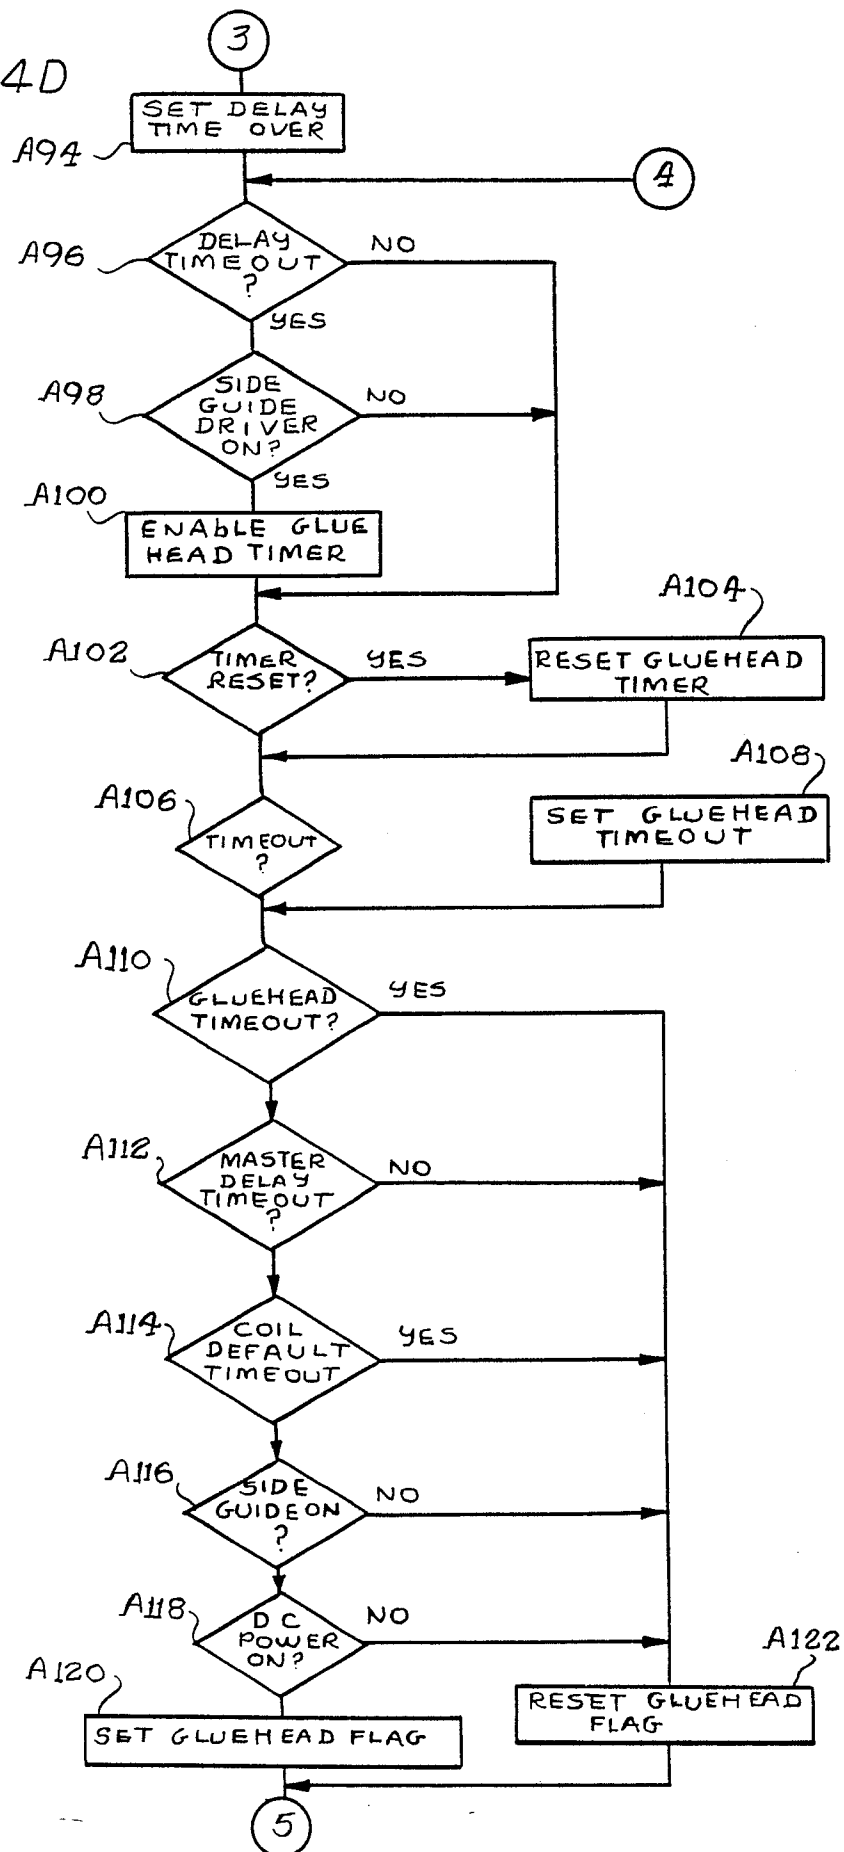 3
4D
SET DELAY
TIME OVER
A94
4
A96
DELAY
TIMEOUT
?
NO
YES
A98
SIDE
GUIDE
DRIVER
ON?
NO
YES
A100
ENAbLE GLUE
HEAD TIMER
A104
A102
TIMER
RESET?
YES
RESET GLUEHEAD
TIMER
A108
A106
TIMEOUT
?
SET GLUEHEAD
TIMEOUT
A110
GLUEHEAD
TIMEOUT?
YES
A112
MASTER
DELAY
TIMEOUT
?
NO
A114
COIL
DEFAULT
TIMEOUT
YES
A116
SIDE
GUIDE ON
?
NO
A118
DC
POWER
ON?
NO
A122
A120
SET GLUEHEAD FLAG
RESET GLUEHEAD
FLAG
5